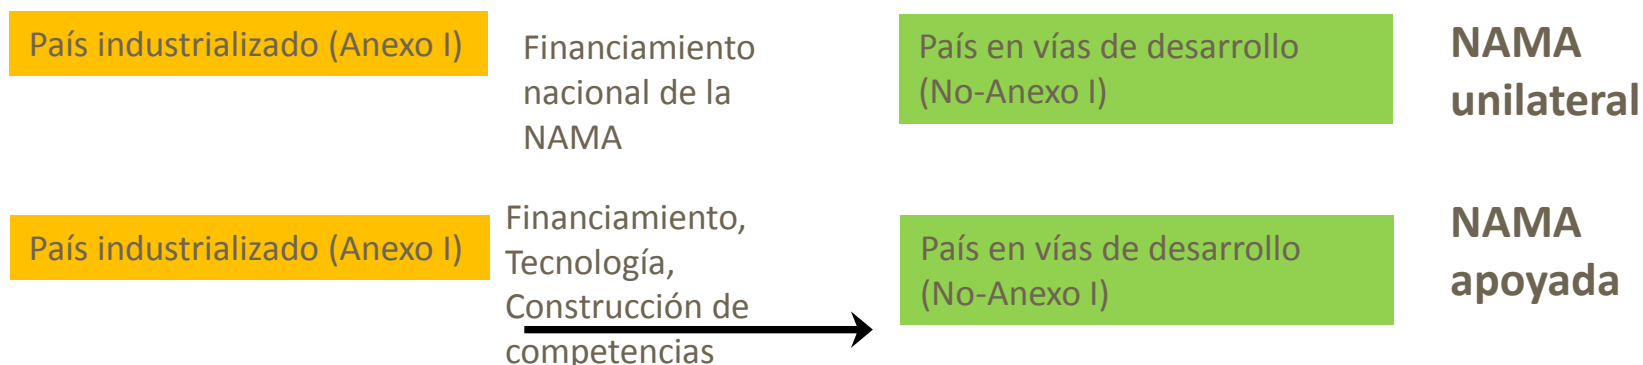 País industrializado (Anexo I)
Financiamiento
nacional de la
NAMA
País en vías de desarrollo
(No-Anexo I)
NAMA
unilateral
País industrializado (Anexo I)
Financiamiento,
Tecnología,
Construcción de
competencias
País en vías de desarrollo
(No-Anexo I)
NAMA
apoyada